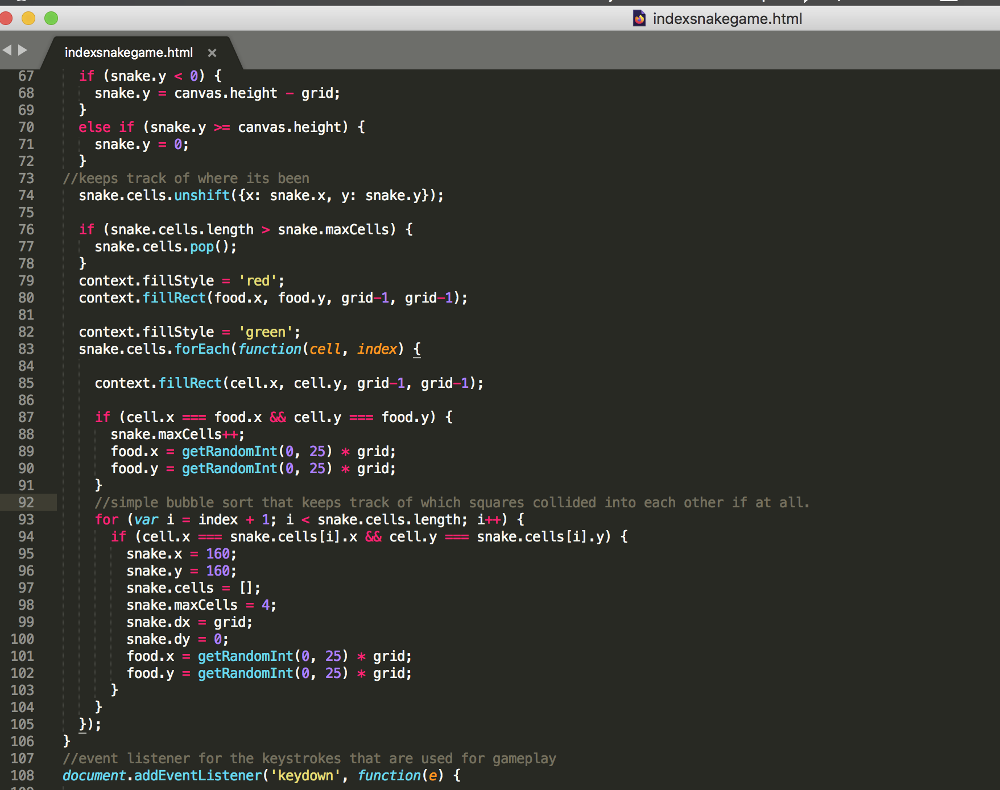 indexsnakegame.html
indexsnakegame.html ×
67 if (snake.y < 0) {
68 snake.y = canvas.height - grid;
69 }
70 else if (snake.y >= canvas.height) {
71 snake.y = 0;
72 }
73 //keeps track of where its been
74 snake.cells.unshift({x: snake.x, y: snake.y});
75
76 if (snake.cells.length > snake.maxCells) {
77 snake.cells.pop();
78 }
79 context.fillStyle = 'red';
80 context.fillRect(food.x, food.y, grid-1, grid-1);
81
82 context.fillStyle = 'green';
83 snake.cells.forEach(function(cell, index) {
84
85 context.fillRect(cell.x, cell.y, grid-1, grid-1);
86
87 if (cell.x === food.x && cell.y === food.y) {
88 snake.maxCells++;
89 food.x = getRandomInt(0, 25) * grid;
90 food.y = getRandomInt(0, 25) * grid;
91 }
92 //simple bubble sort that keeps track of which squares collided into each other if at all.
93 for (var i = index + 1; i < snake.cells.length; i++) {
94 if (cell.x === snake.cells[i].x && cell.y === snake.cells[i].y) {
95 snake.x = 160;
96 snake.y = 160;
97 snake.cells = [];
98 snake.maxCells = 4;
99 snake.dx = grid;
100 snake.dy = 0;
101 food.x = getRandomInt(0, 25) * grid;
102 food.y = getRandomInt(0, 25) * grid;
103 }
104 }
105 });
106 }
107 //event listener for the keystrokes that are used for gameplay
108 document.addEventListener('keydown', function(e) {